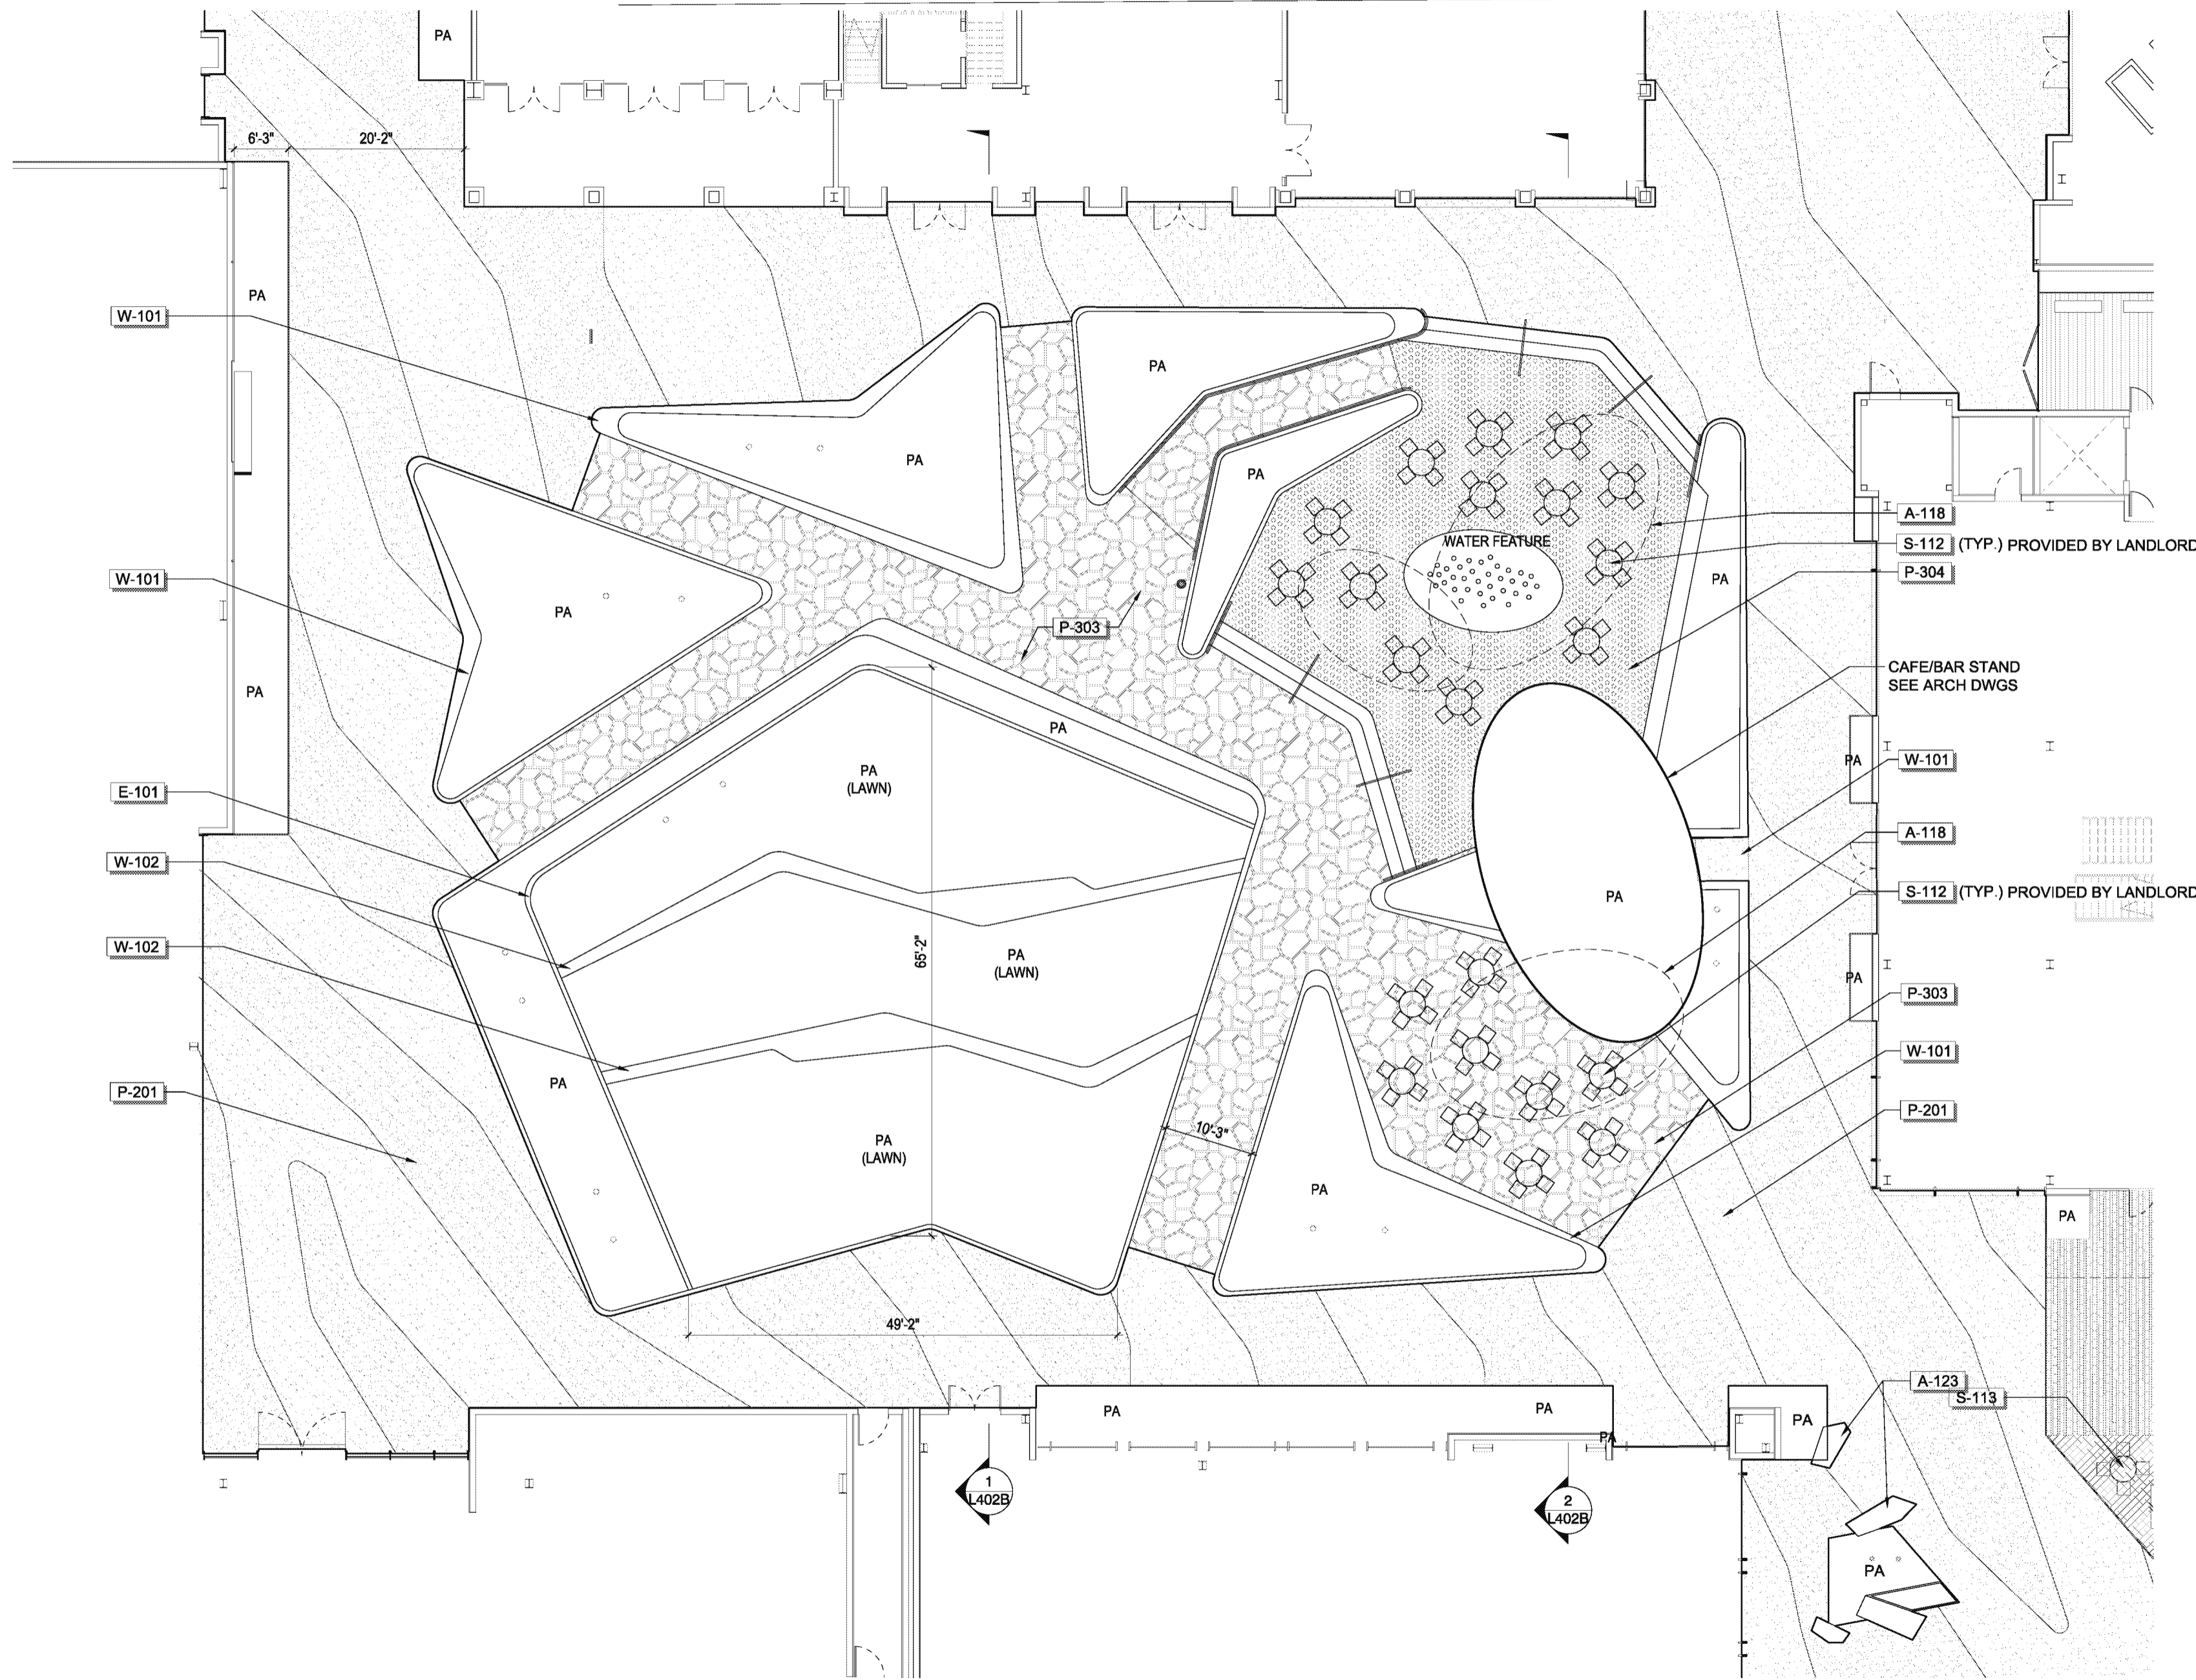 PA
6'-3"
20'-2"
PA
W-101
PA
PA
PA
PA
A-118
WATER FEATURE
S-112 (TYP.) PROVIDED BY LANDLORD
P-304
W-101
PA
PA
P-303
CAFE/BAR STAND
SEE ARCH DWGS
PA
PA
W-101
PA
PA
(LAWN)
E-101
A-118
W-102
PA
S-112 (TYP.) PROVIDED BY LANDLORD
W-102
65'-2"
PA
(LAWN)
PA
P-303
W-101
PA
P-201
P-201
10'-3"
PA
(LAWN)
PA
PA
49'-2"
A-123
S-113
PA
PA
PA
PA
1
L402B
2
L402B
PA